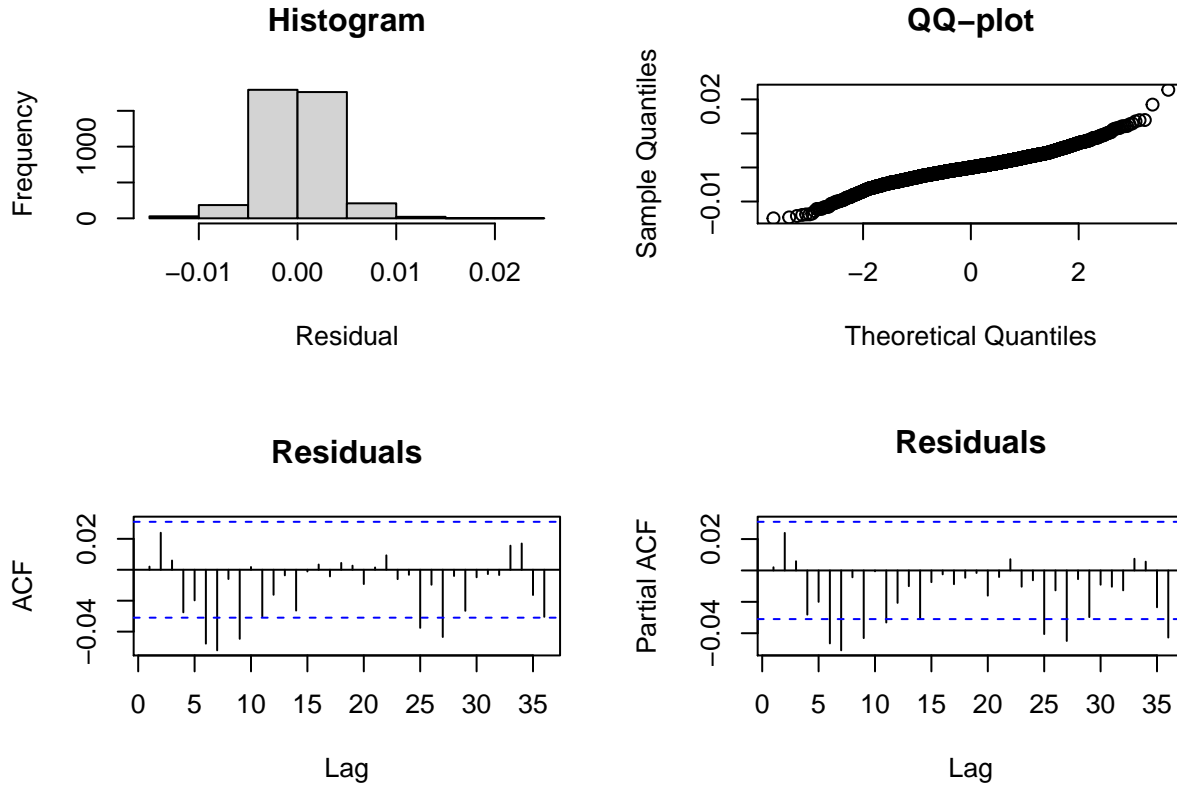 Histogram
Frequency
0
1000
−0.01
0.00
0.01
0.02
Residual
QQ−plot
Sample Quantiles
−0.01
0.02
−2
0
2
Theoretical Quantiles
Residuals
ACF
−0.04
0.02
0
5
10
15
20
25
30
35
Lag
Residuals
Partial ACF
−0.04
0.02
0
5
10
15
20
25
30
35
Lag